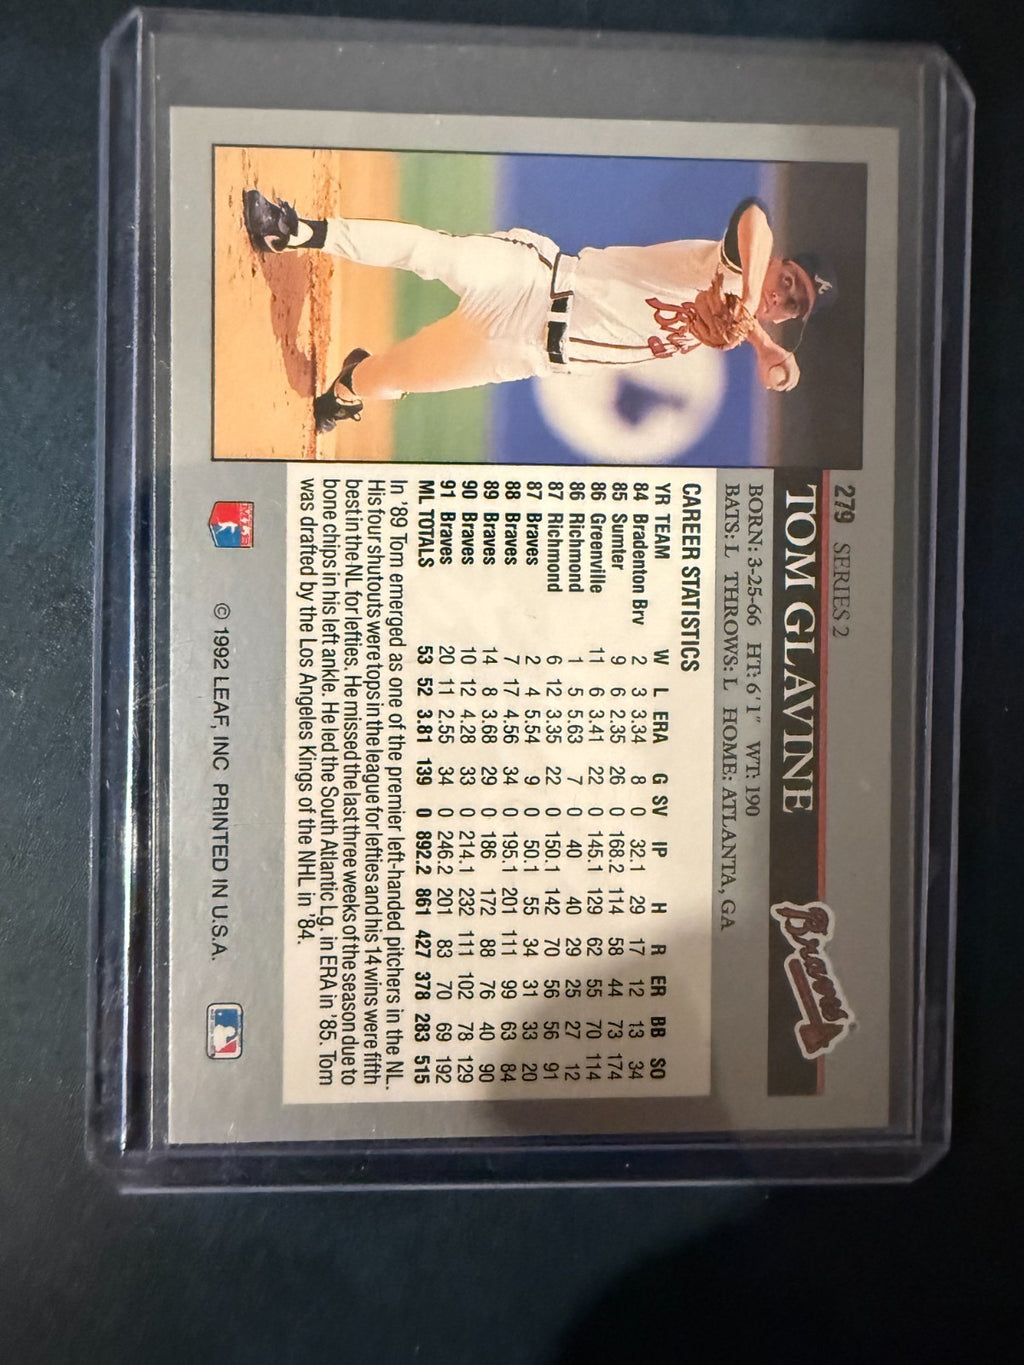 279 SERIES 2
TOM GLAVINE
Braves
BORN: 3-25-66 HT: 6'1" WT: 190
BATS: L THROWS: L HOME: ATLANTA, GA
CAREER STATISTICS
YR TEAM W L ERA G SV IP H R ER BB SO
84 Bradenton Brv 2 3 3.34 8 0 32.1 29 17 12 13 34
85 Sumter 9 6 2.35 26 0 168.2 114 58 44 73 174
86 Greenville 11 6 3.41 22 0 145.1 129 62 55 70 114
86 Richmond 1 5 5.63 7 0 40 40 29 25 27 12
87 Richmond 6 12 3.35 22 0 150.1 142 70 56 56 91
87 Braves 2 4 5.54 9 0 50.1 55 34 31 33 20
88 Braves 7 17 4.56 34 0 195.1 201 111 99 63 84
89 Braves 14 8 3.68 29 0 186 172 88 76 40 90
90 Braves 10 12 4.28 33 0 214.1 232 111 102 78 129
91 Braves 20 11 2.55 34 0 246.2 201 83 70 69 192
ML TOTALS 53 52 3.81 139 0 892.2 861 427 378 283 515
In '89 Tom emerged as one of the premier left-handed pitchers in the NL.
His four shutouts were tops in the league for lefties and his 14 wins were fifth
best in the NL for lefties. He missed the last three weeks of the season due to
bone chips in his left ankle. He led the South Atlantic Lg. in ERA in '85. Tom
was drafted by the Los Angeles Kings of the NHL in '84.
© 1992 LEAF, INC PRINTED IN U.S.A.